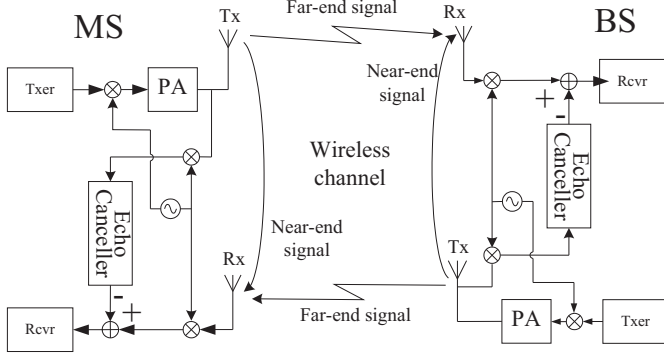 MS
Tx
Far-end signal
Rx
BS
Txer
PA
Near-end
signal
+
-
Rcvr
Echo
Canceller
Wireless
channel
Echo
Canceller
Near-end
signal
Rx
Tx
-
+
Rcvr
Far-end signal
PA
Txer